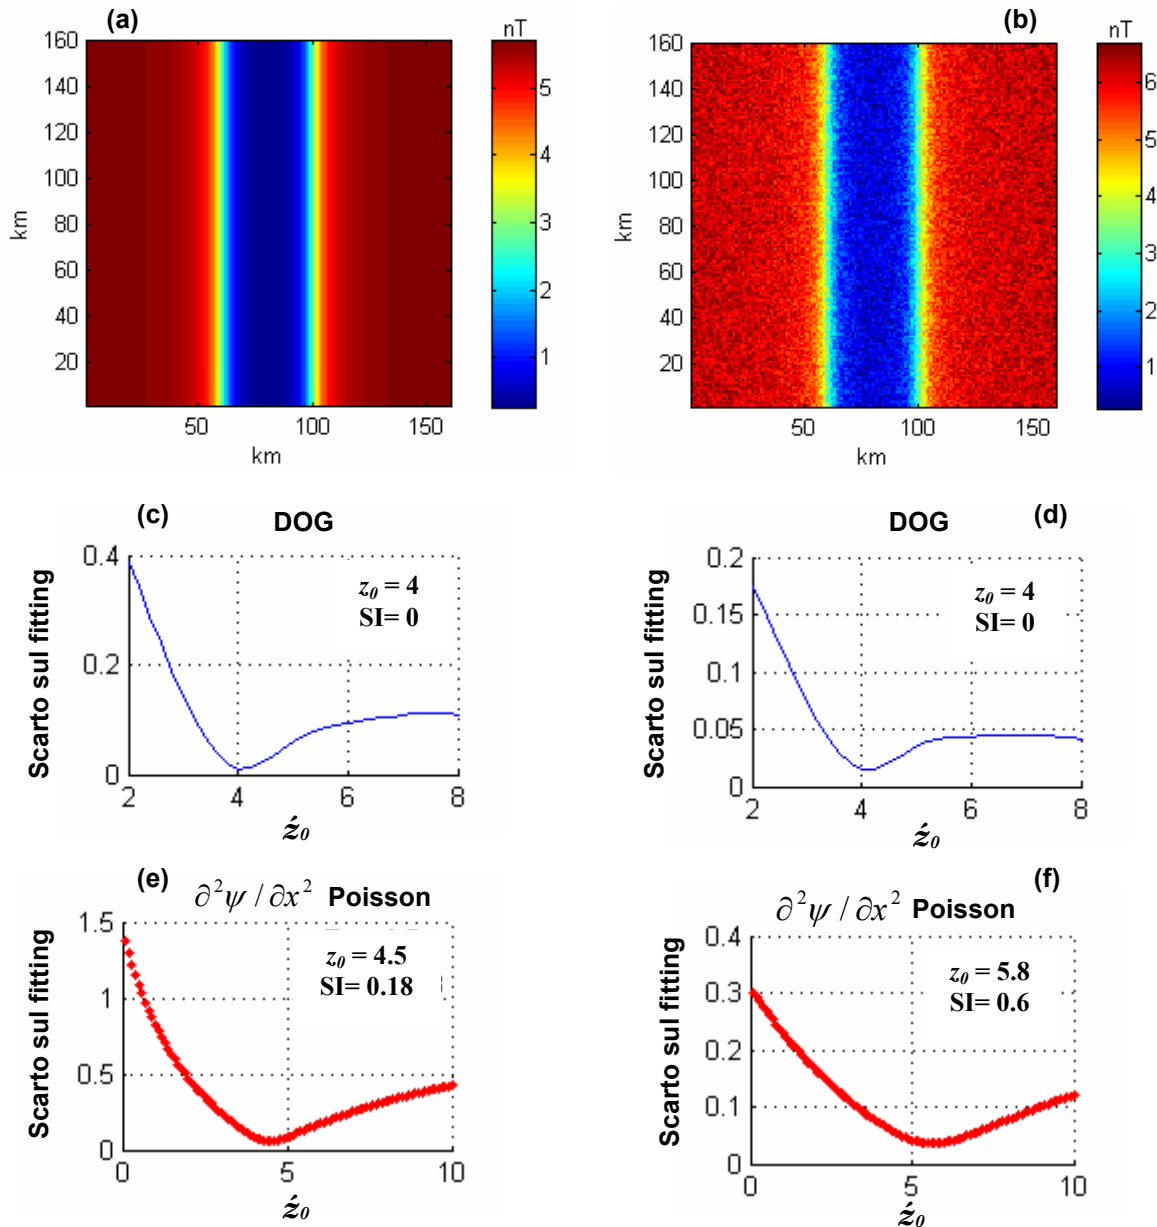 (a)
nT
160
140
120
100
80
60
40
20
km
50
100
150
km
5
4
3
2
1
(b)
nT
160
140
120
100
80
60
40
20
km
50
100
150
km
6
5
4
3
2
1
(c)
DOG
Scarto sul fitting
0.4
0.2
0
z0 = 4
SI= 0
2
4
6
8
ź0
DOG
(d)
Scarto sul fitting
0.2
0.15
0.1
0.05
0
z0 = 4
SI= 0
2
4
6
8
ź0
(e)
∂²ψ / ∂x² Poisson
Scarto sul fitting
1.5
1
0.5
0
z0 = 4.5
SI= 0.18
0
5
10
ź0
(f)
∂²ψ / ∂x² Poisson
Scarto sul fitting
0.4
0.3
0.2
0.1
0
z0 = 5.8
SI= 0.6
0
5
10
ź0